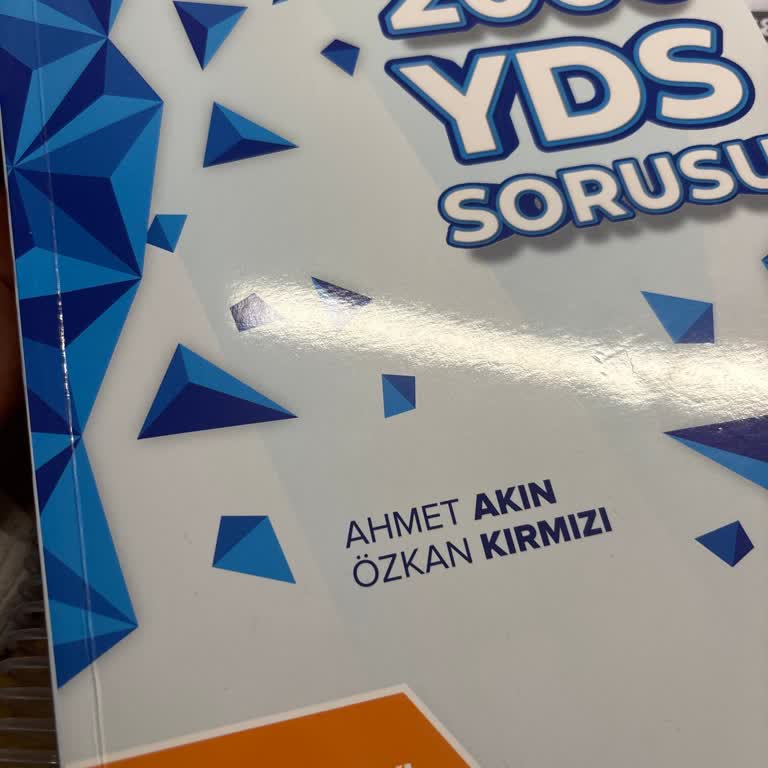 YDS
SORUSU
AHMET AKIN
ÖZKAN KIRMIZI